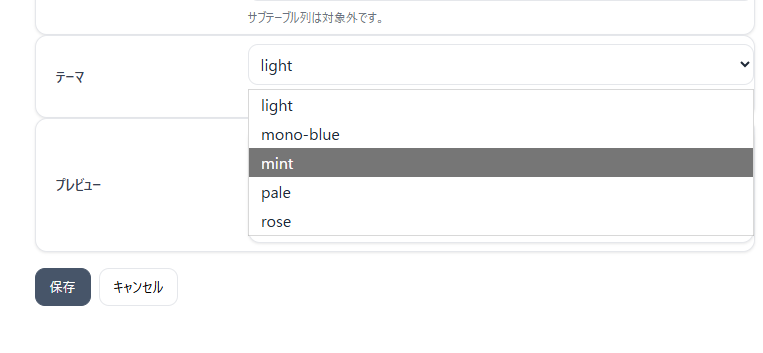 サブテーブル列は対象外です。
テーマ
light
light
mono-blue
mint
pale
rose
プレビュー
保存
キャンセル